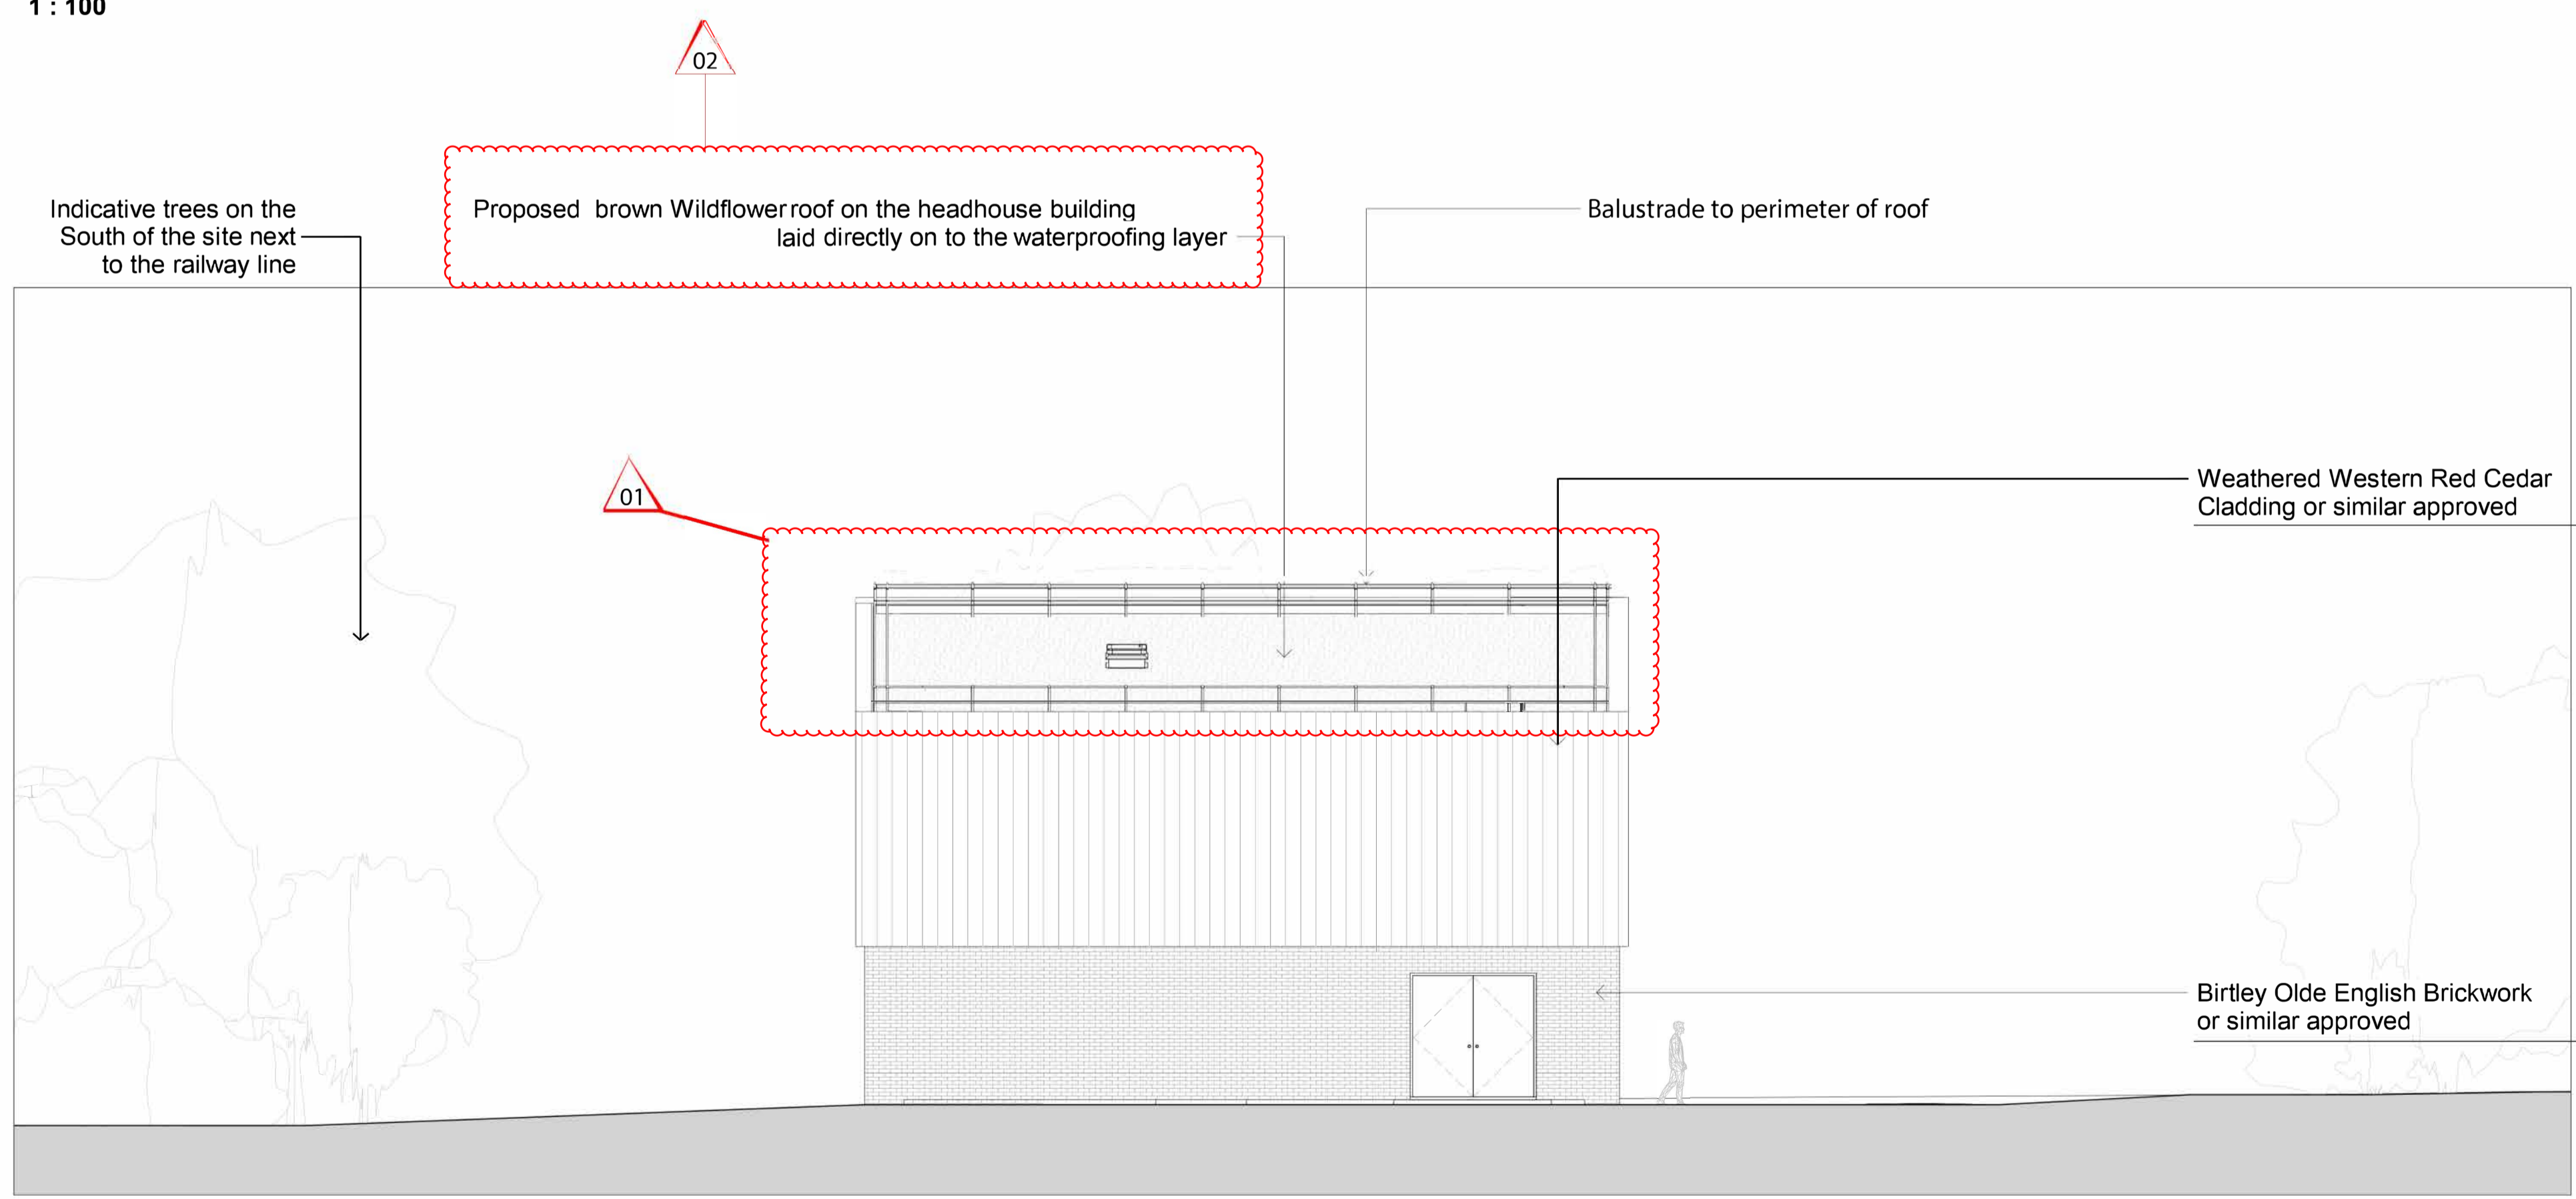 1 : 100
02
Indicative trees on the
South of the site next
to the railway line
Proposed brown Wildflower roof on the headhouse building
laid directly on to the waterproofing layer
Balustrade to perimeter of roof
01
Weathered Western Red Cedar
Cladding or similar approved
Birtley Olde English Brickwork
or similar approved